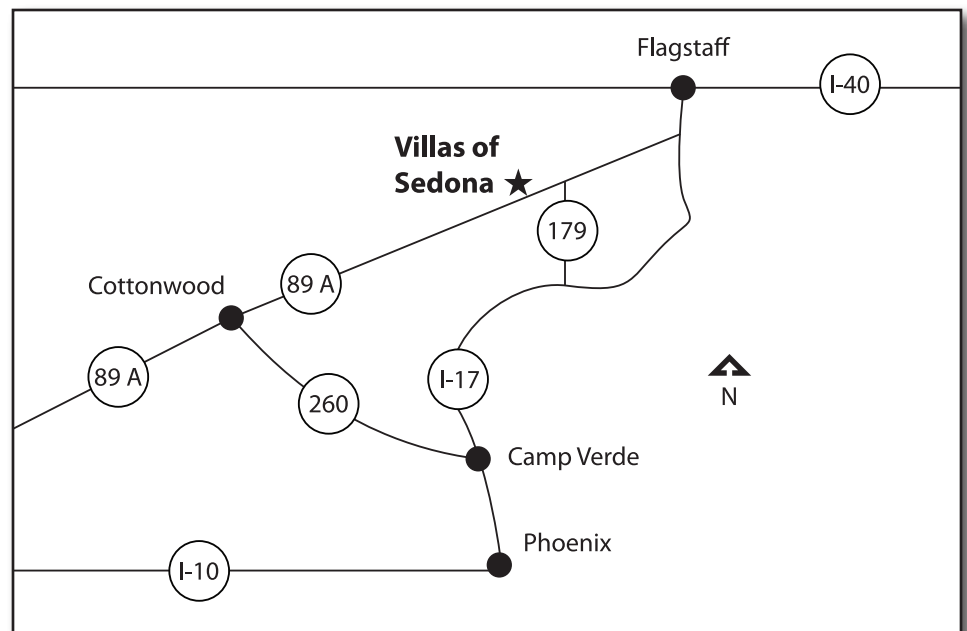 Flagstaff
I-40
Villas of
Sedona
179
Cottonwood
89 A
89 A
I-17
260
N
Camp Verde
Phoenix
I-10